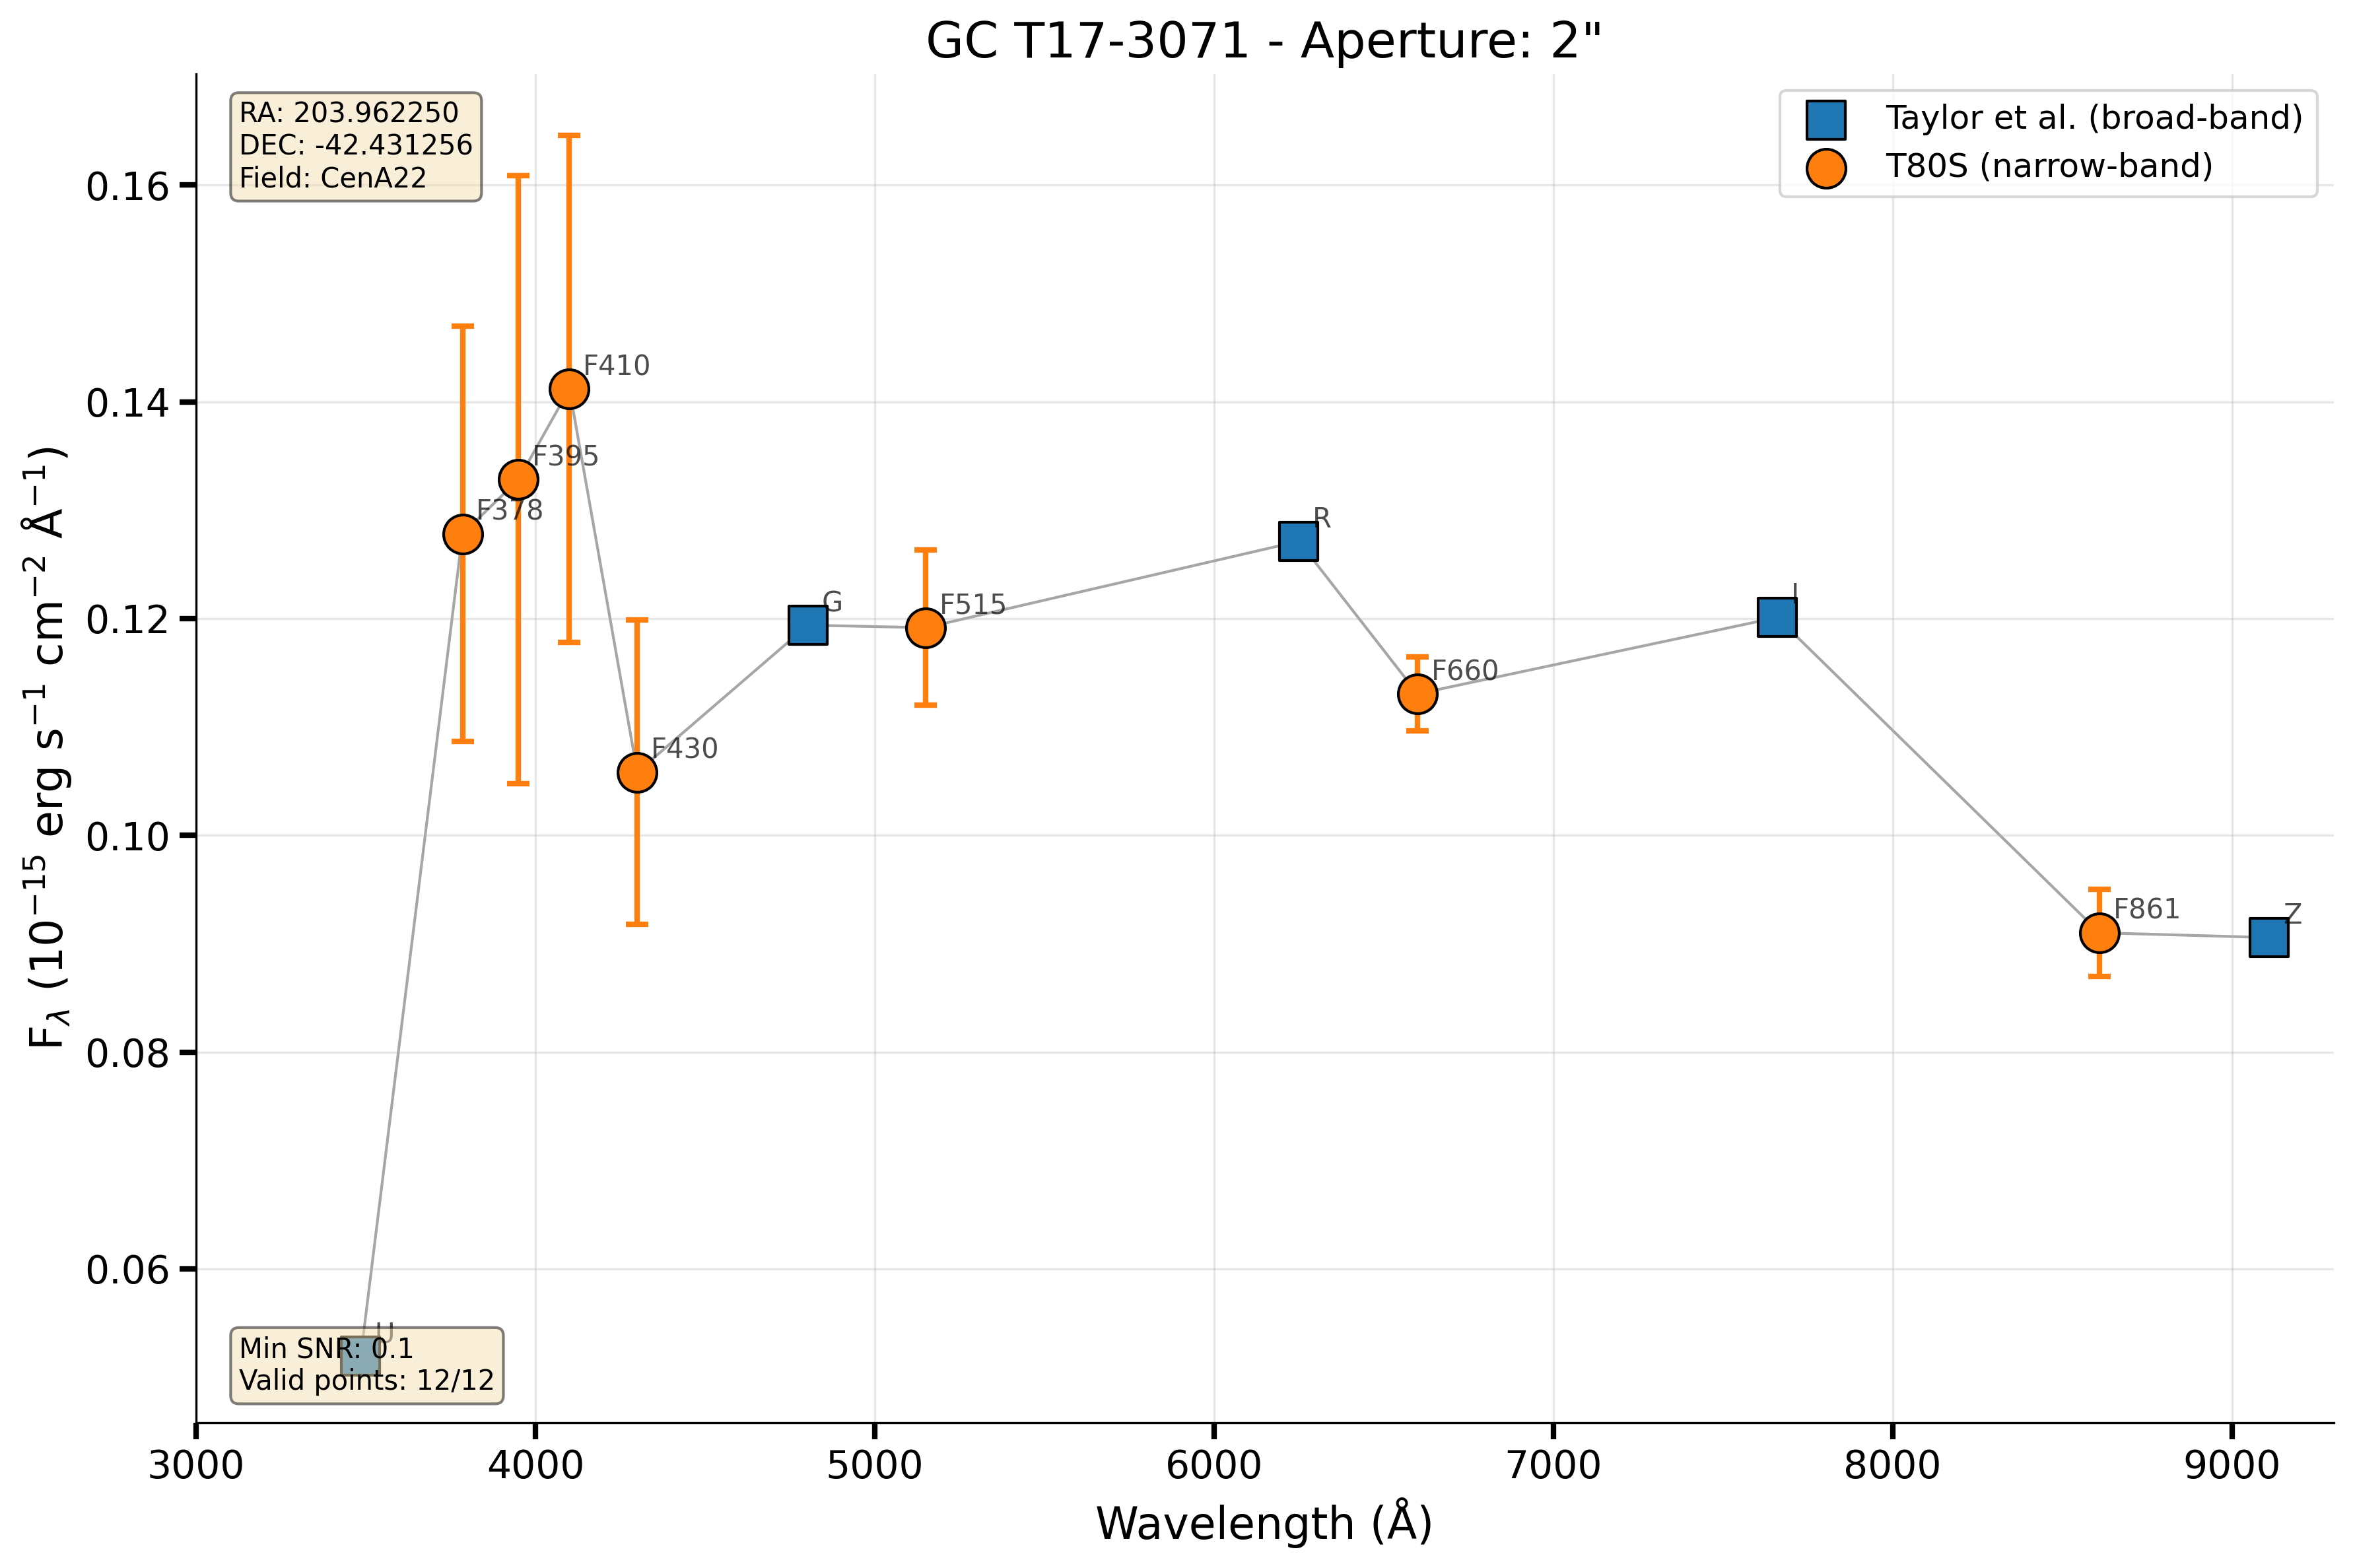 GC T17-3071 - Aperture: 2"
RA: 203.962250
DEC: -42.431256
Field: CenA22
Taylor et al. (broad-band)
T80S (narrow-band)
0.16
0.14
0.12
0.10
0.08
0.06
F_λ (10⁻¹⁵ erg s⁻¹ cm⁻² Å⁻¹)
F410
F395
F378
R
G
F515
I
F660
F430
F861
Z
U
Min SNR: 0.1
Valid points: 12/12
3000 4000 5000 6000 7000 8000 9000
Wavelength (Å)